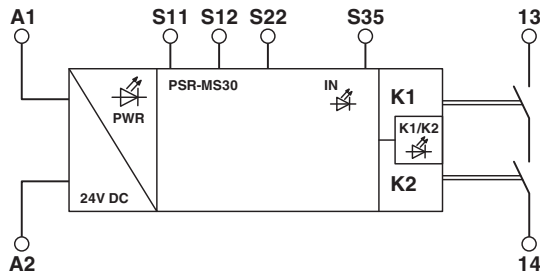 A1 S11 S12 S22 S35 13
PSR-MS30 IN K1
PWR K1/K2
24V DC K2
A2 14